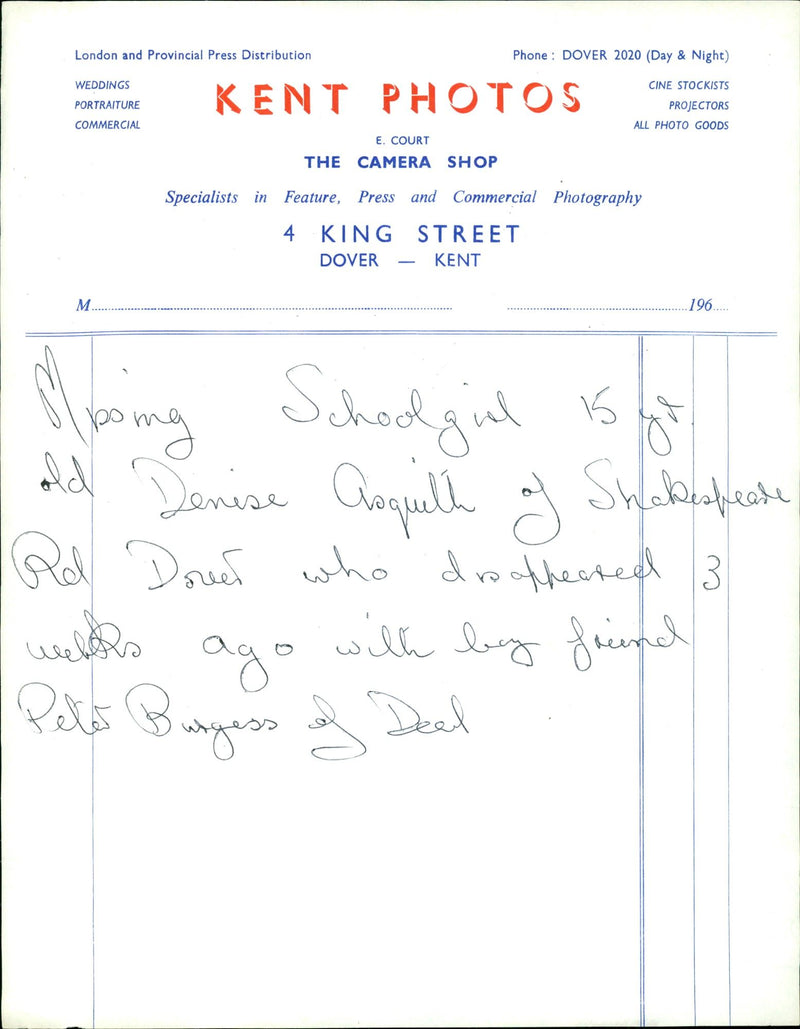 London and Provincial Press Distribution Phone : DOVER 2020 (Day & Night)
WEDDINGS CINE STOCKISTS
PORTRAITURE KENT PHOTOS PROJECTORS
COMMERCIAL ALL PHOTO GOODS
E. COURT
THE CAMERA SHOP
Specialists in Feature, Press and Commercial Photography
4 KING STREET
DOVER — KENT
M.............................. ..............................196.....
Missing Schoolgirl 15 yr.
old Denise Asquith of Shakespeare
Rd Dover who disappeared 3
weeks ago with boy friend
Peter Burgess of Deal